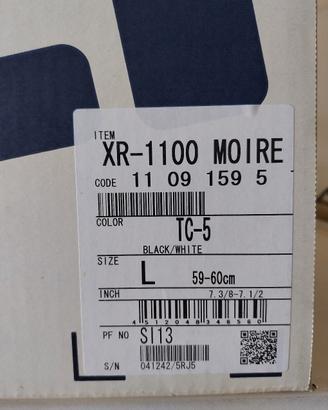 ITEM
XR-1100 MOIRE
CODE 11 09 159 5
COLOR
TC-5
BLACK/WHITE
SIZE
L 59-60cm
INCH 7.3/8-7.1/2
PF NO SI13
S/N 041242/5RJ5